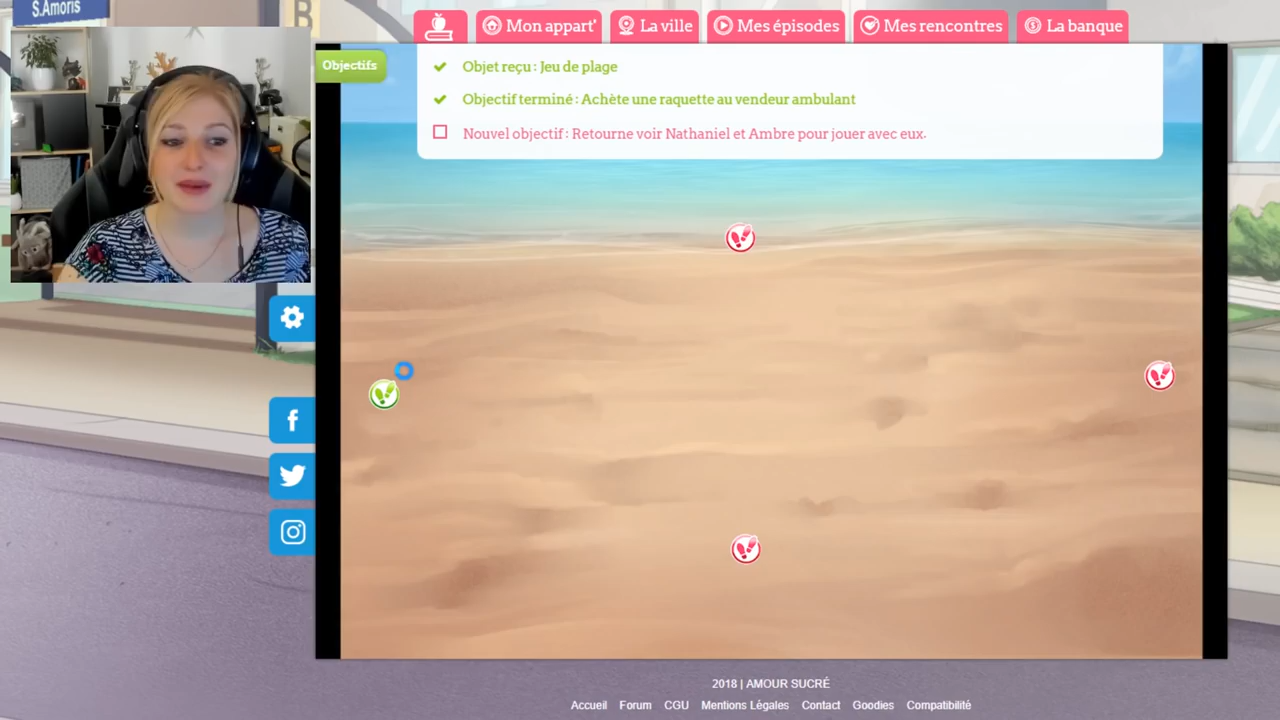 S.Amoris
B
Mon appart'
La ville
Mes épisodes
Mes rencontres
La banque
Objectifs
Objet reçu : Jeu de plage
Objectif terminé : Achète une raquette au vendeur ambulant
Nouvel objectif : Retourne voir Nathaniel et Ambre pour jouer avec eux.
2018 | AMOUR SUCRÉ
Accueil Forum CGU Mentions Légales Contact Goodies Compatibilité